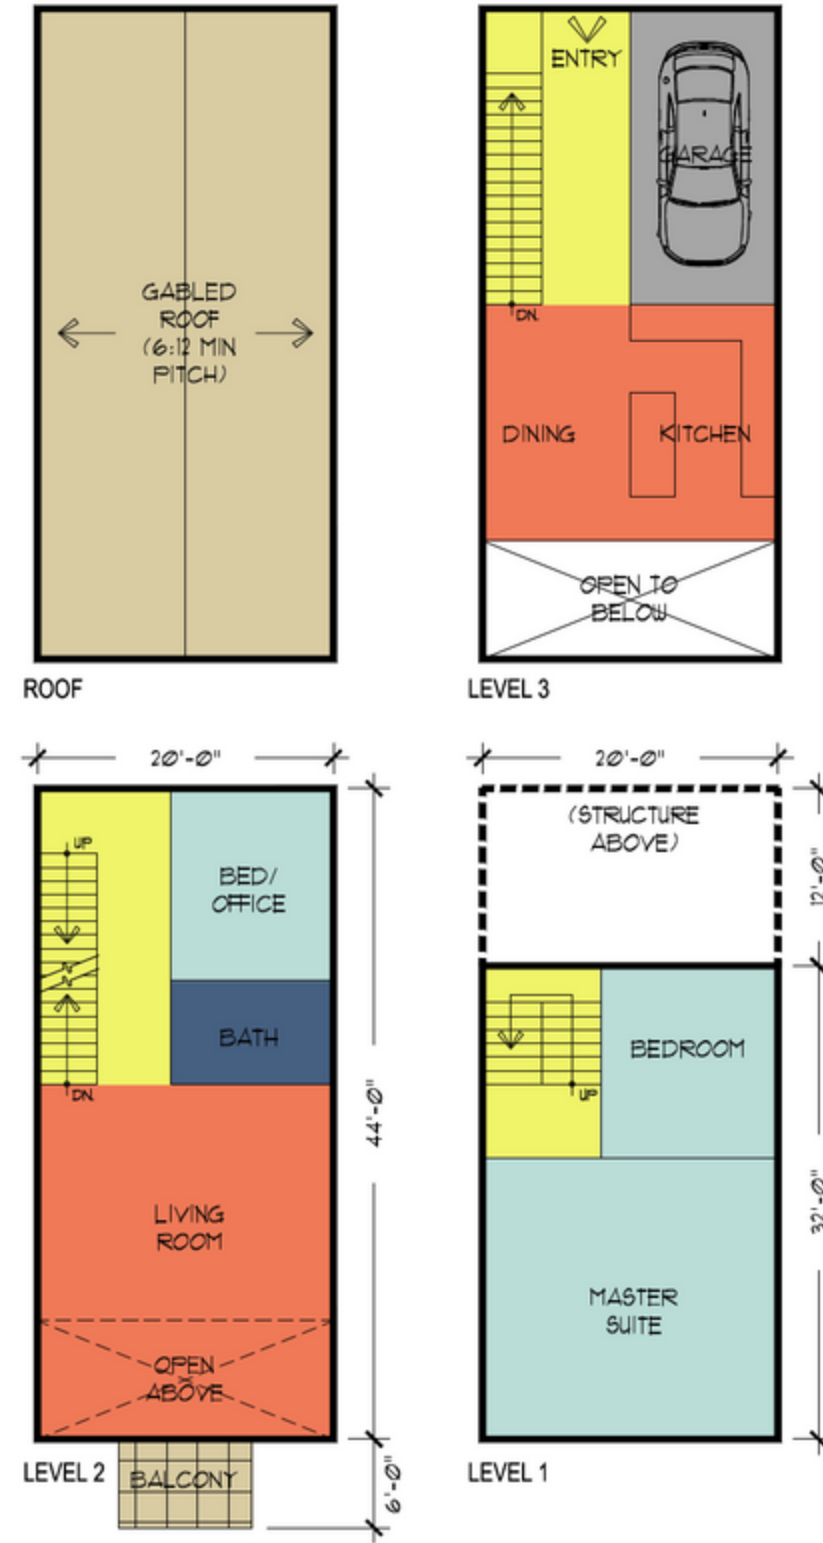 GABLED
ROOF
(6:12 MIN
PITCH)
ROOF
ENTRY
GARAGE
DN.
DINING
KITCHEN
OPEN TO
BELOW
LEVEL 3
20'-0"
UP
BED/
OFFICE
BATH
DN.
LIVING
ROOM
OPEN
ABOVE
44'-0"
LEVEL 2
BALCONY
6'-0"
20'-0"
(STRUCTURE
ABOVE)
12'-0"
BEDROOM
UP
MASTER
SUITE
32'-0"
LEVEL 1